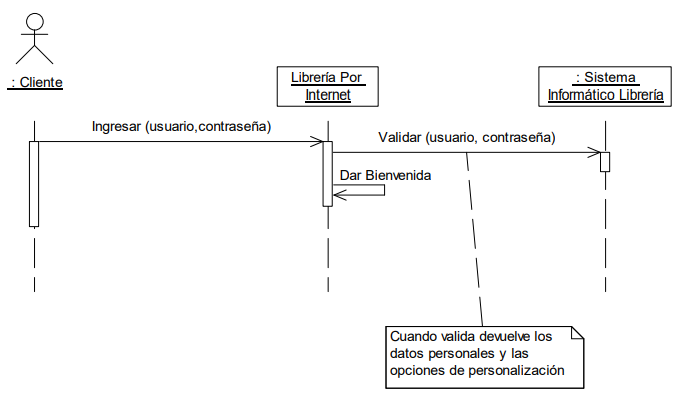 : Cliente
Librería Por
Internet
: Sistema
Informático Librería
Ingresar (usuario,contraseña)
Validar (usuario, contraseña)
Dar Bienvenida
Cuando valida devuelve los
datos personales y las
opciones de personalización